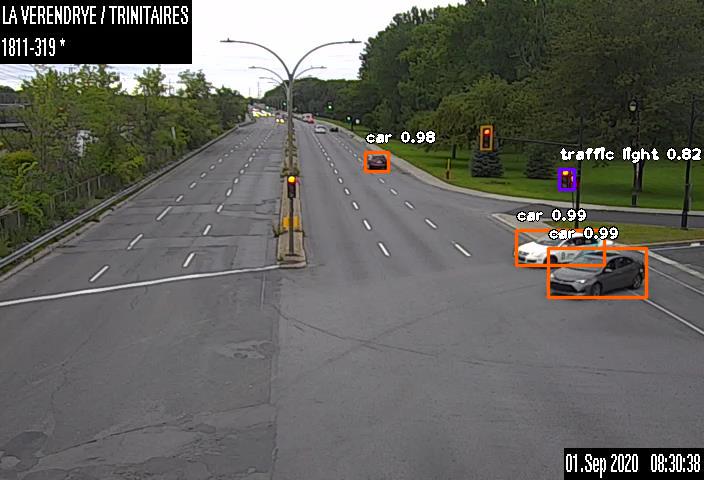 LA VERENDRYE / TRINITAIRES
1811-319 *
car 0.98
traffic light 0.82
car 0.99
car 0.99
01.Sep 2020 08:30:38